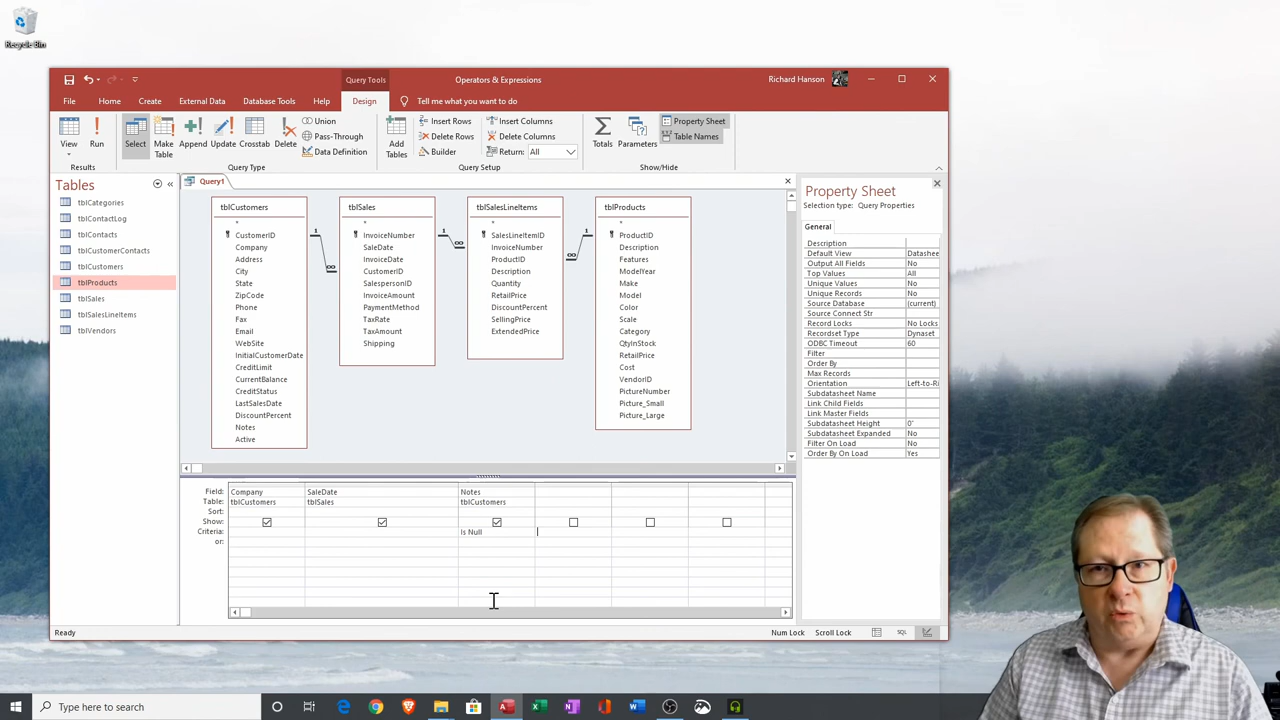 Recycle Bin
Query Tools
Operators & Expressions
Richard Hanson
File
Home
Create
External Data
Database Tools
Help
Design
Tell me what you want to do
View
Run
Select
Make Table
Append
Update
Crosstab
Delete
Union
Pass-Through
Data Definition
Add Tables
Insert Rows
Delete Rows
Builder
Insert Columns
Delete Columns
Return: All
Totals
Parameters
Property Sheet
Table Names
Results
Query Type
Query Setup
Show/Hide
Tables
tblCategories
tblContactLog
tblContacts
tblCustomerContacts
tblCustomers
tblProducts
tblSales
tblSalesLineItems
tblVendors
Query1
tblCustomers
*
CustomerID
Company
Address
City
State
ZipCode
Phone
Fax
Email
WebSite
InitialCustomerDate
CreditLimit
CurrentBalance
CreditStatus
LastSalesDate
DiscountPercent
Notes
Active
1
∞
tblSales
*
InvoiceNumber
SaleDate
InvoiceDate
CustomerID
SalespersonID
InvoiceAmount
PaymentMethod
TaxRate
TaxAmount
Shipping
1
∞
tblSalesLineItems
*
SalesLineItemID
InvoiceNumber
ProductID
Description
Quantity
RetailPrice
DiscountPercent
SellingPrice
ExtendedPrice
1
∞
tblProducts
*
ProductID
Description
Features
ModelYear
Make
Model
Color
Scale
Category
QtyInStock
RetailPrice
Cost
VendorID
PictureNumber
Picture_Small
Picture_Large
Field: Company SaleDate Notes
Table: tblCustomers tblSales tblCustomers
Sort:
Show:
Criteria: Is Null
or:
Property Sheet
Selection type: Query Properties
General
Description
Default View Datashee
Output All Fields No
Top Values All
Unique Values No
Unique Records No
Source Database (current)
Source Connect Str
Record Locks No Locks
Recordset Type Dynaset
ODBC Timeout 60
Filter
Order By
Max Records
Orientation Left-to-Ri
Subdatasheet Name
Link Child Fields
Link Master Fields
Subdatasheet Height 0"
Subdatasheet Expanded No
Filter On Load No
Order By On Load Yes
Ready
Num Lock
Scroll Lock
SQL
Type here to search